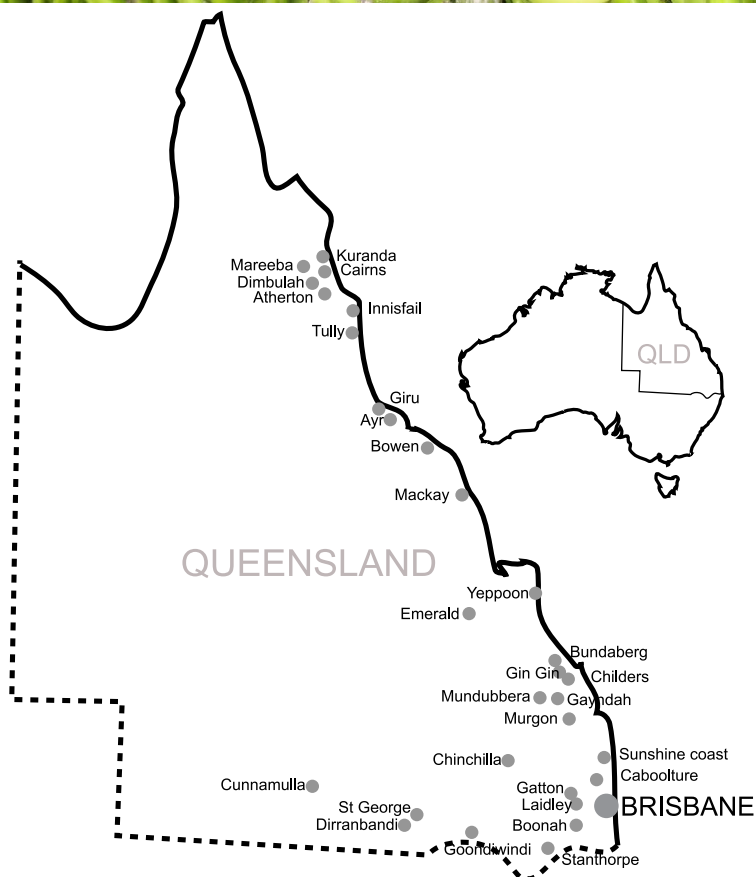 Kuranda
Mareeba
Cairns
Dimbulah
Atherton
Innisfail
Tully
QLD
Giru
Ayr
Bowen
Mackay
QUEENSLAND
Yeppoon
Emerald
Bundaberg
Gin Gin
Childers
Mundubbera
Gayndah
Murgon
Sunshine coast
Chinchilla
Caboolture
Cunnamulla
Gatton
Laidley
BRISBANE
St George
Dirranbandi
Boonah
Goondiwindi
Stanthorpe